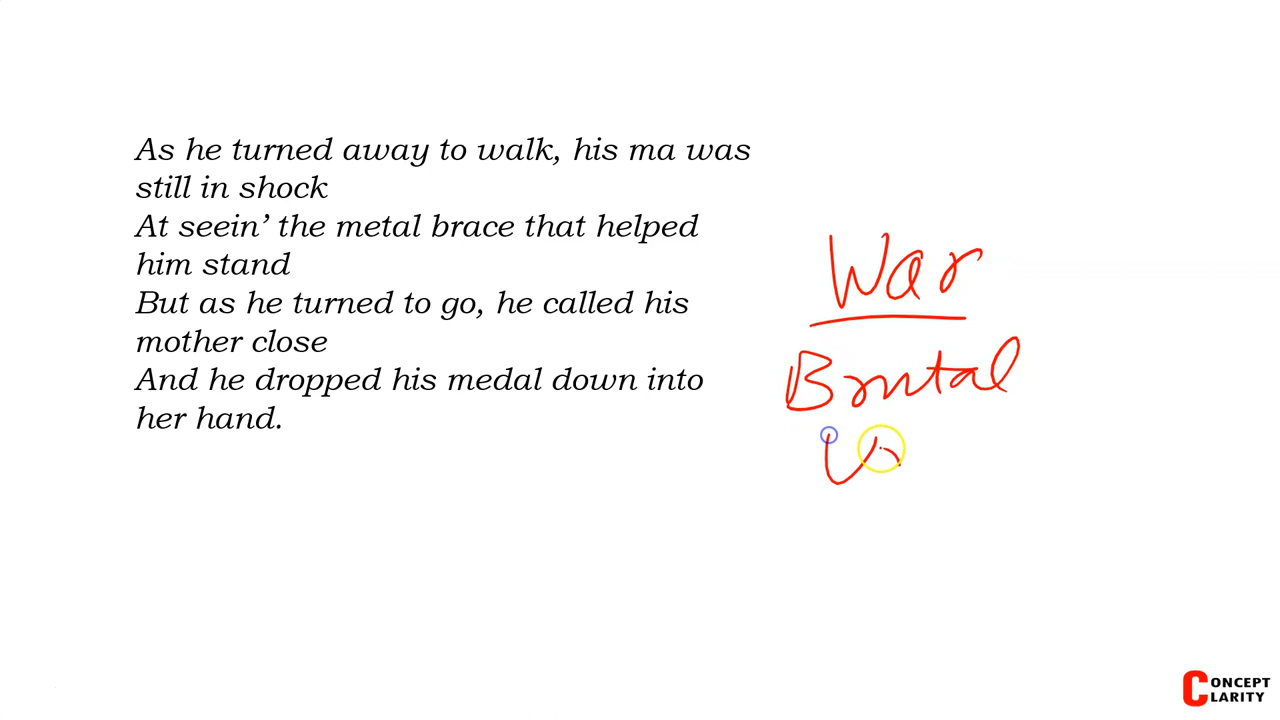 As he turned away to walk, his ma was
still in shock
At seein’ the metal brace that helped
him stand
But as he turned to go, he called his
mother close
And he dropped his medal down into
her hand.
War
Brutal
CONCEPT
CLARITY